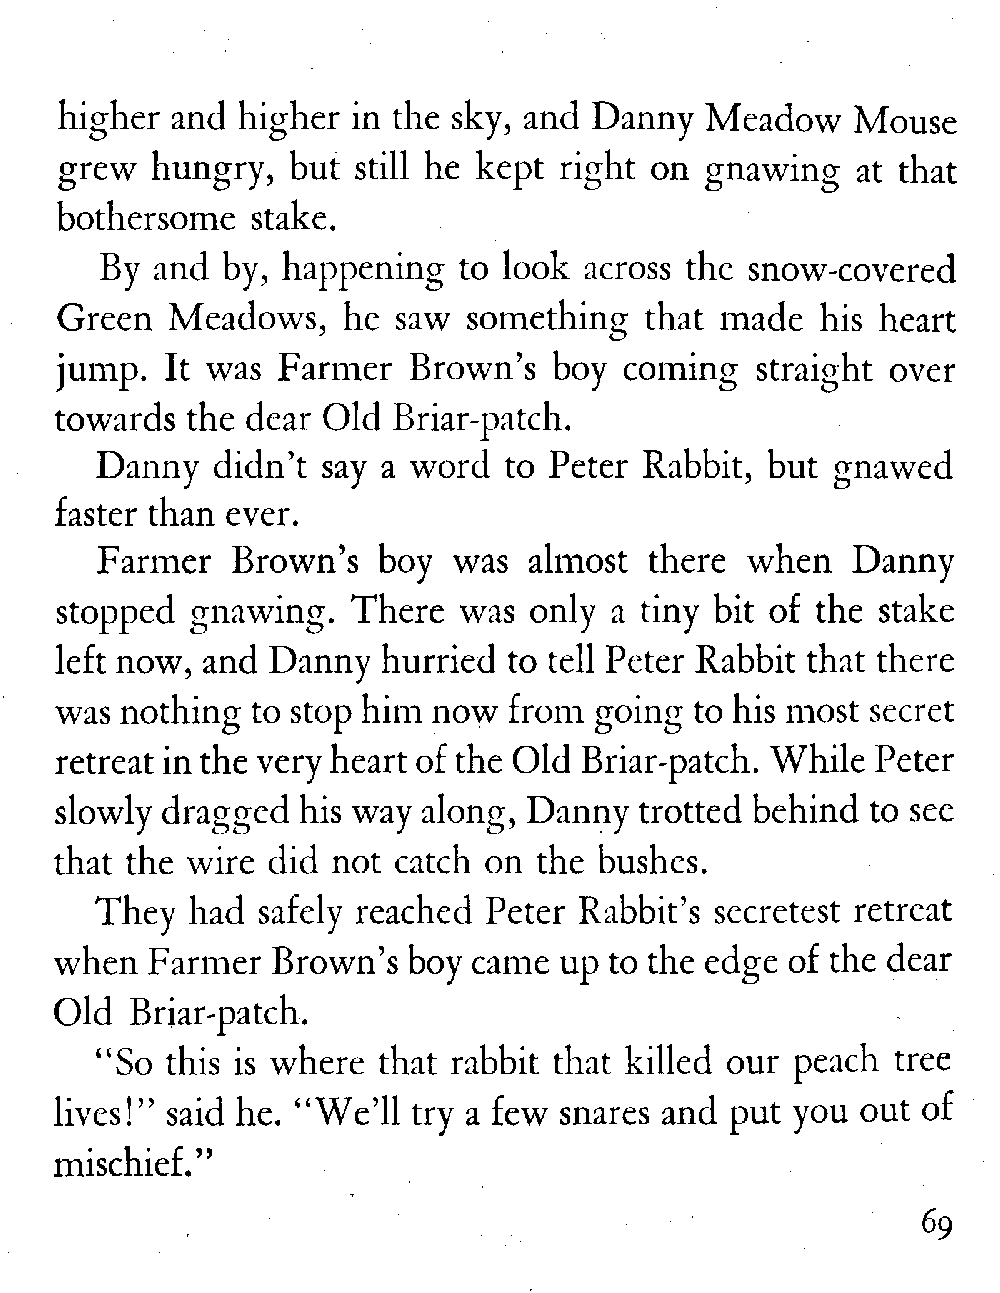 higher and higher in the sky, and Danny Meadow Mouse
grew hungry, but still he kept right on gnawing at that
bothersome stake.
By and by, happening to look across the snow-covered
Green Meadows, he saw something that made his heart
jump. It was Farmer Brown's boy coming straight over
towards the dear Old Briar-patch.
Danny didn't say a word to Peter Rabbit, but gnawed
faster than ever.
Farmer Brown's boy was almost there when Danny
stopped gnawing. There was only a tiny bit of the stake
left now, and Danny hurried to tell Peter Rabbit that there
was nothing to stop him now from going to his most secret
retreat in the very heart of the Old Briar-patch. While Peter
slowly dragged his way along, Danny trotted behind to see
that the wire did not catch on the bushes.
They had safely reached Peter Rabbit's secretest retreat
when Farmer Brown's boy came up to the edge of the dear
Old Briar-patch.
"So this is where that rabbit that killed our peach tree
lives!" said he. "We'll try a few snares and put you out of
mischief."
69